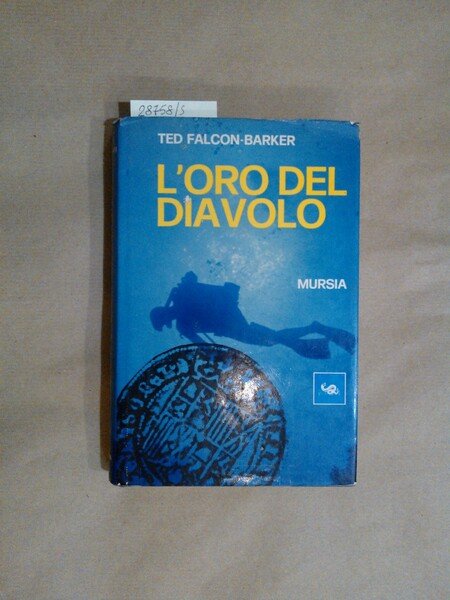 28758/S
TED FALCON-BARKER
L'ORO DEL
DIAVOLO
MURSIA